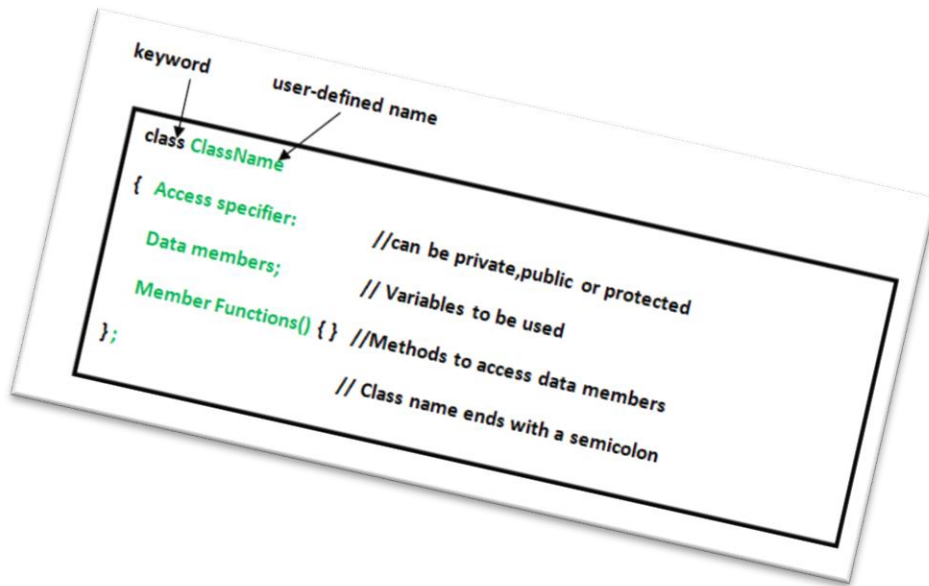 keyword
user-defined name
class ClassName
{ Access specifier: //can be private,public or protected
Data members; // Variables to be used
Member Functions() { } //Methods to access data members
} ; // Class name ends with a semicolon